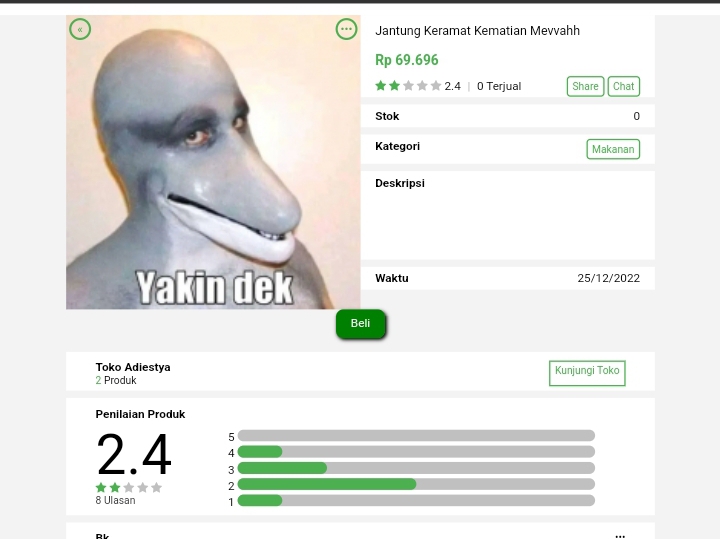 «
Yakin dek
Jantung Keramat Kematian Mevvahh
Rp 69.696
2.4 | 0 Terjual Share Chat
Stok 0
Kategori Makanan
Deskripsi
Waktu 25/12/2022
Beli
Toko Adiestya
2 Produk
Kunjungi Toko
Penilaian Produk
2.4
8 Ulasan
5
4
3
2
1
Bk